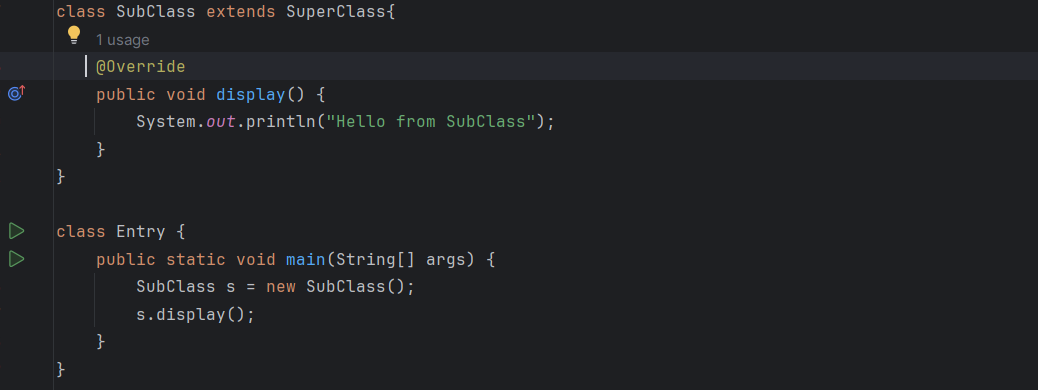 class SubClass extends SuperClass{
1 usage
@Override
public void display() {
System.out.println("Hello from SubClass");
}
}
class Entry {
public static void main(String[] args) {
SubClass s = new SubClass();
s.display();
}
}